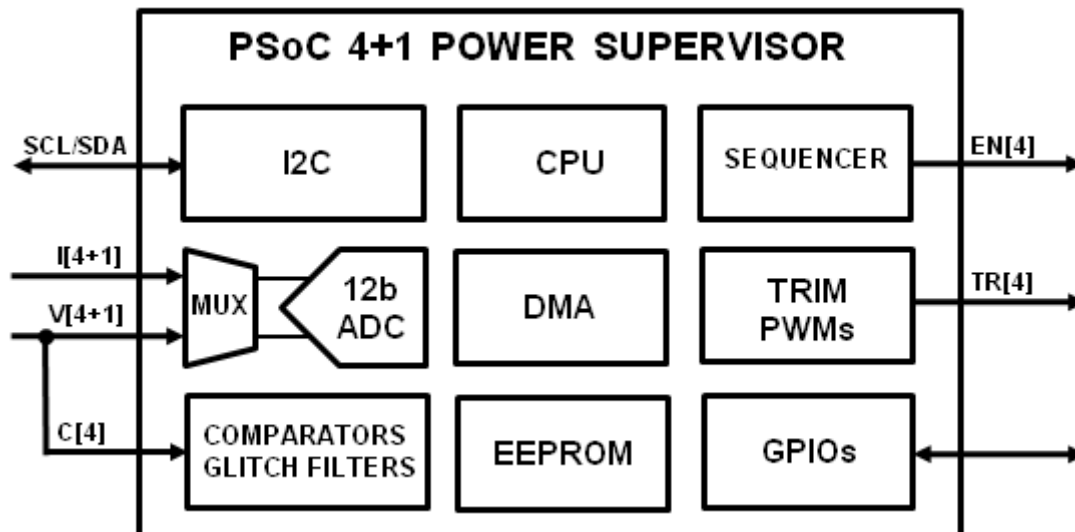 PSoC 4+1 POWER SUPERVISOR
SCL/SDA
I2C
CPU
SEQUENCER
EN[4]
I[4+1]
V[4+1]
MUX
12b
ADC
DMA
TRIM
PWMs
TR[4]
C[4]
COMPARATORS
GLITCH FILTERS
EEPROM
GPIOs